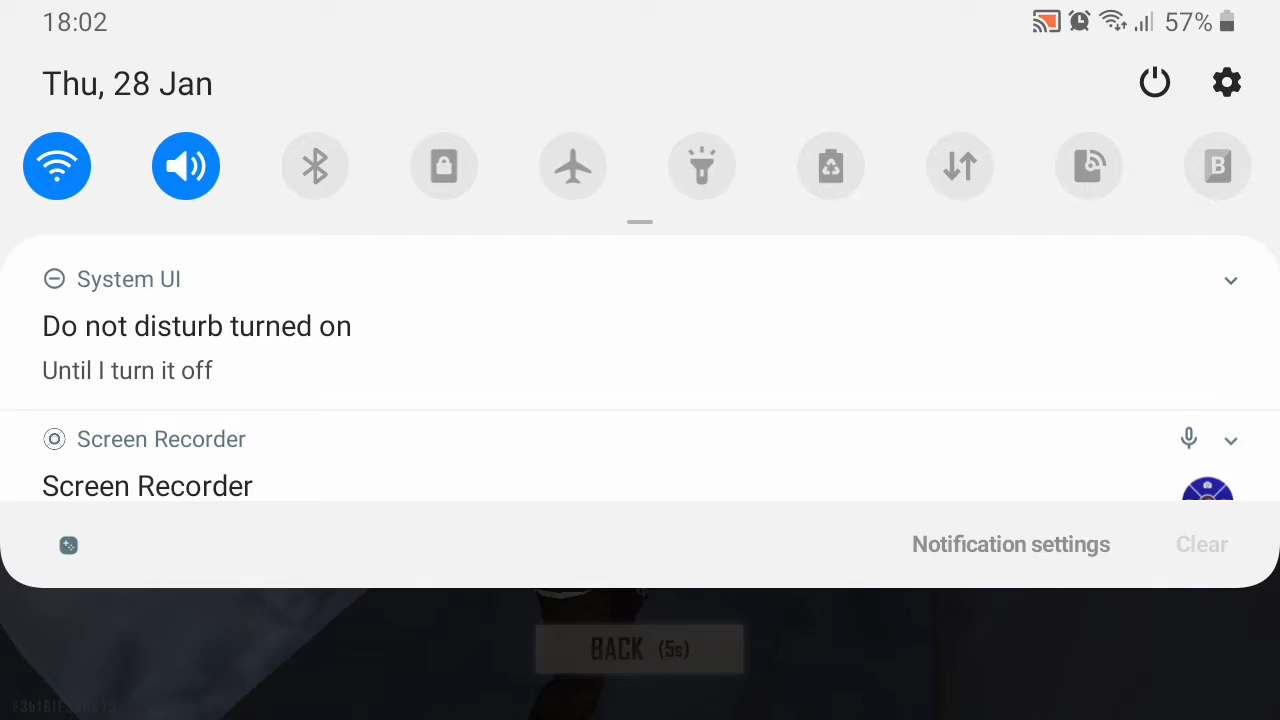 18:02
57%
Thu, 28 Jan
B
System UI
Do not disturb turned on
Until I turn it off
Screen Recorder
Screen Recorder
Notification settings
Clear
BACK (5s)